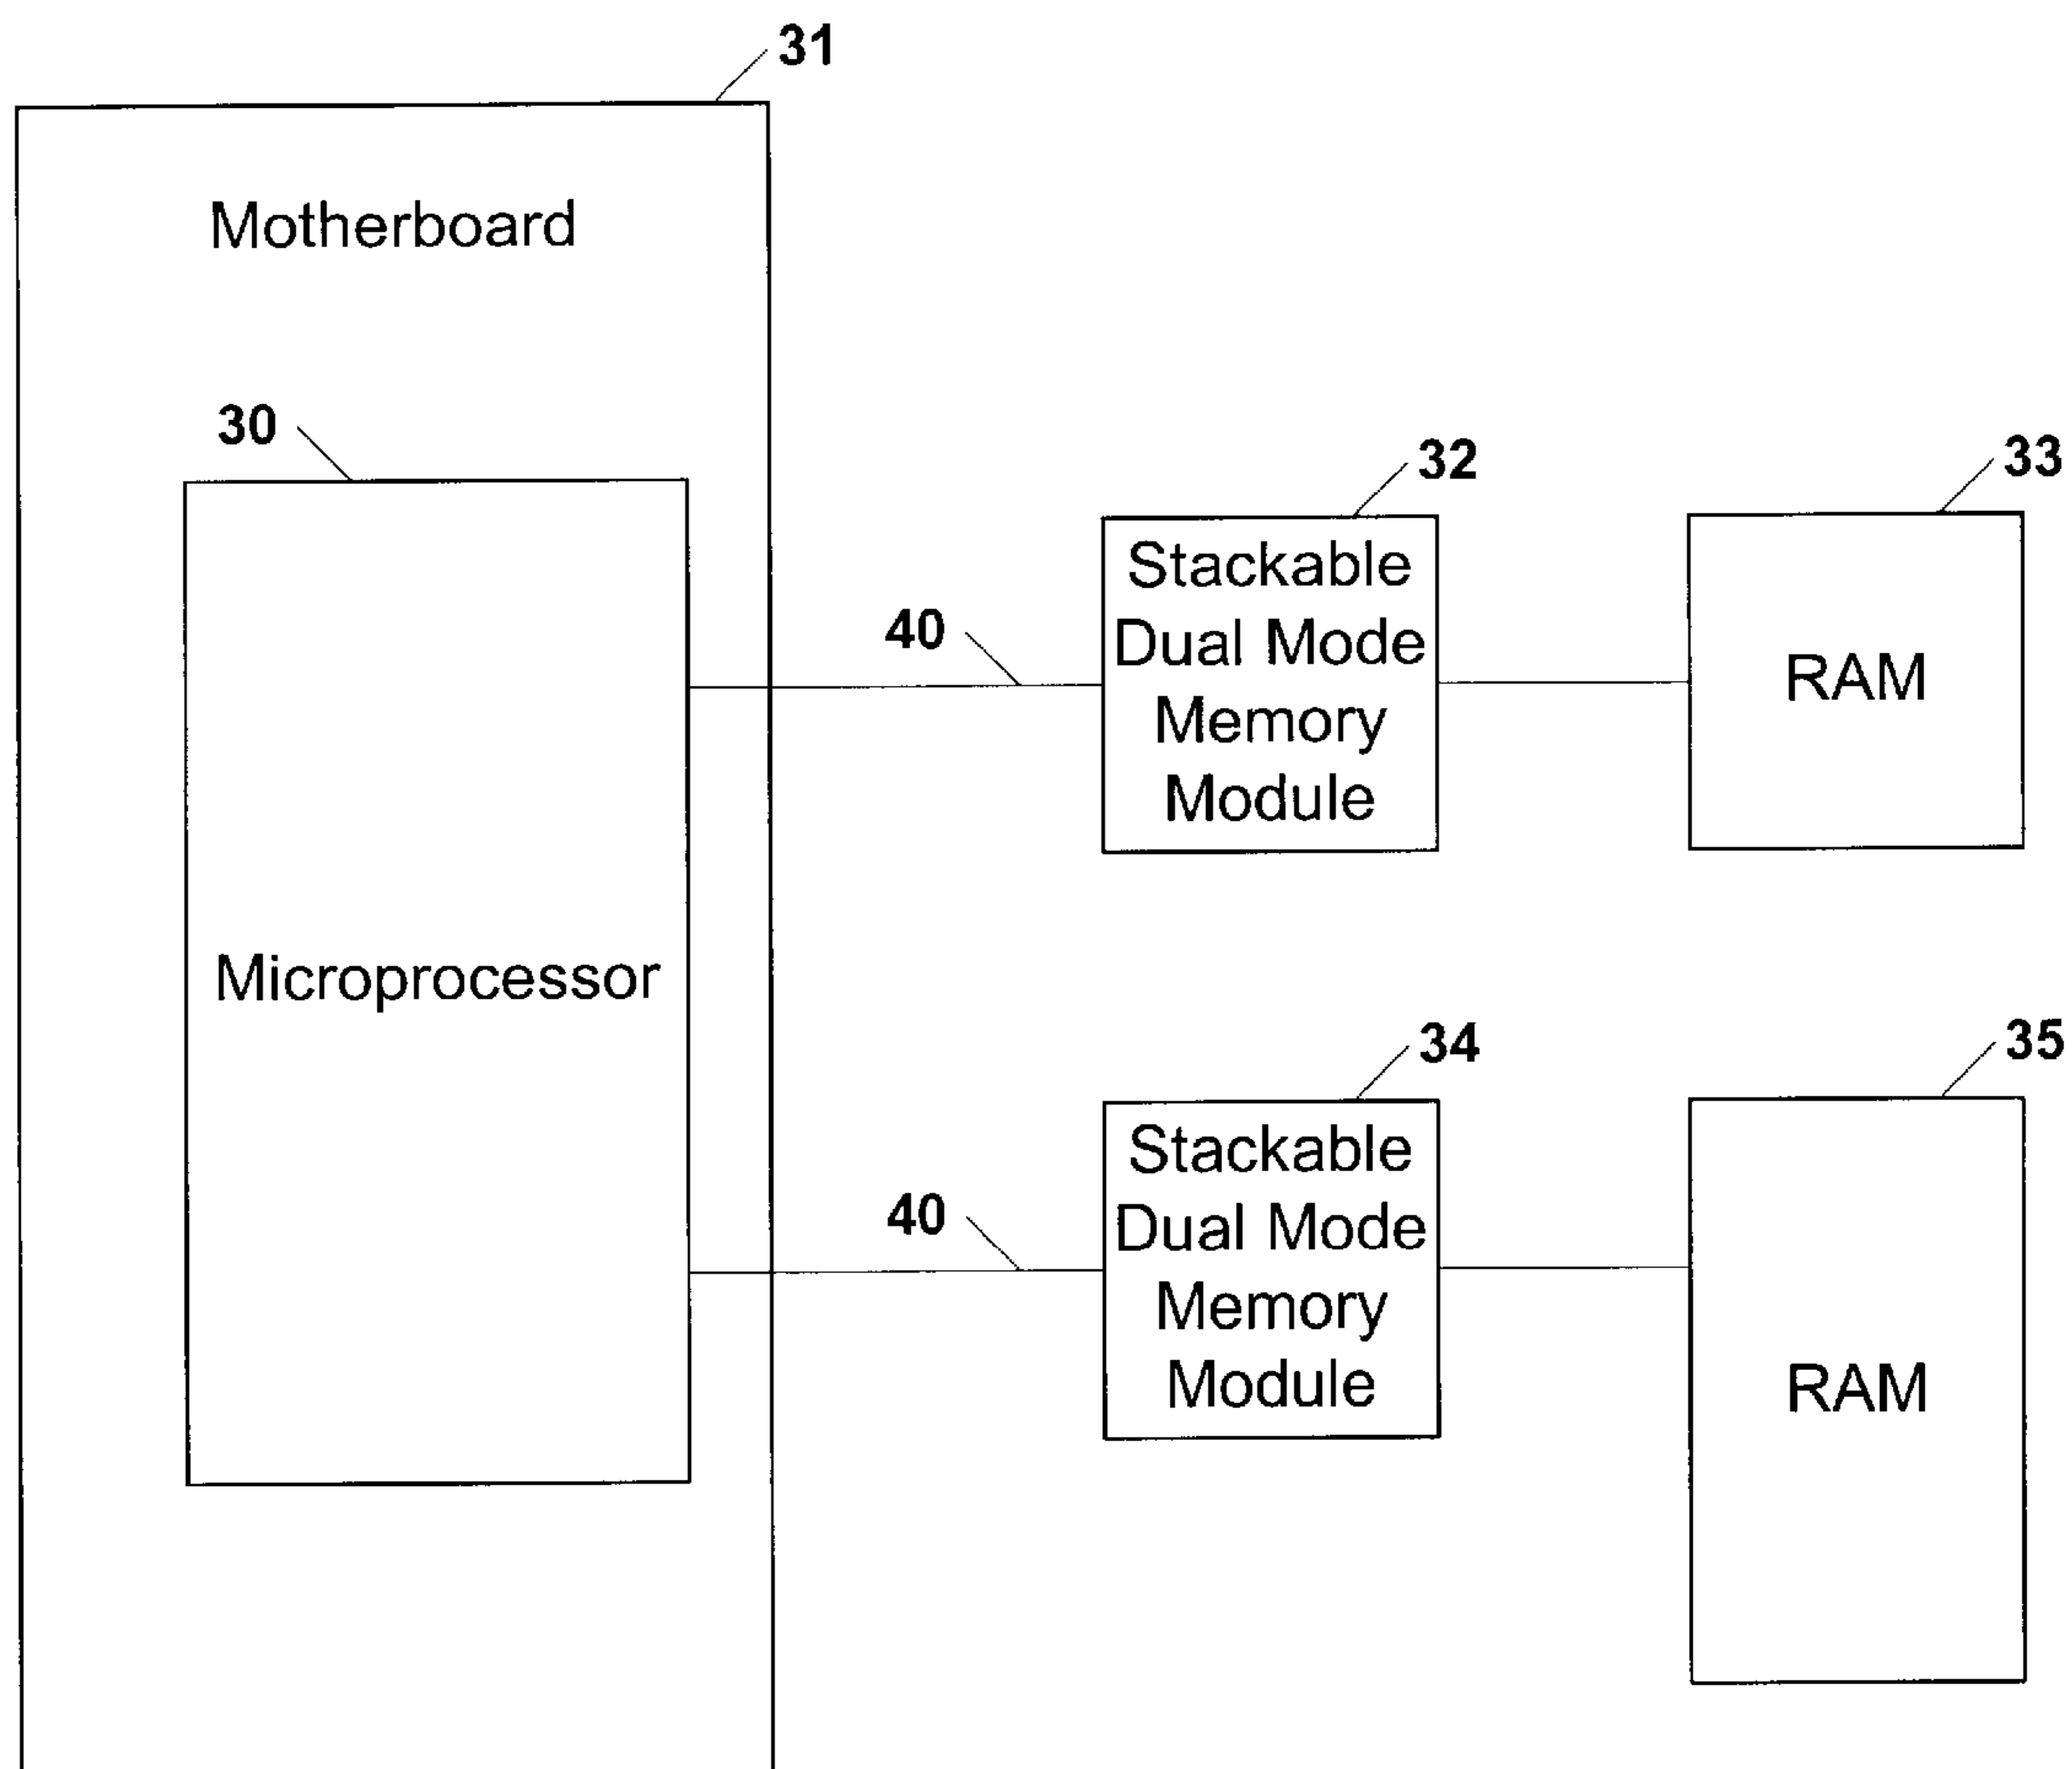 31
Motherboard
30
32
33
Stackable
Dual Mode
Memory
Module
RAM
40
Microprocessor
34
35
Stackable
Dual Mode
Memory
Module
RAM
40